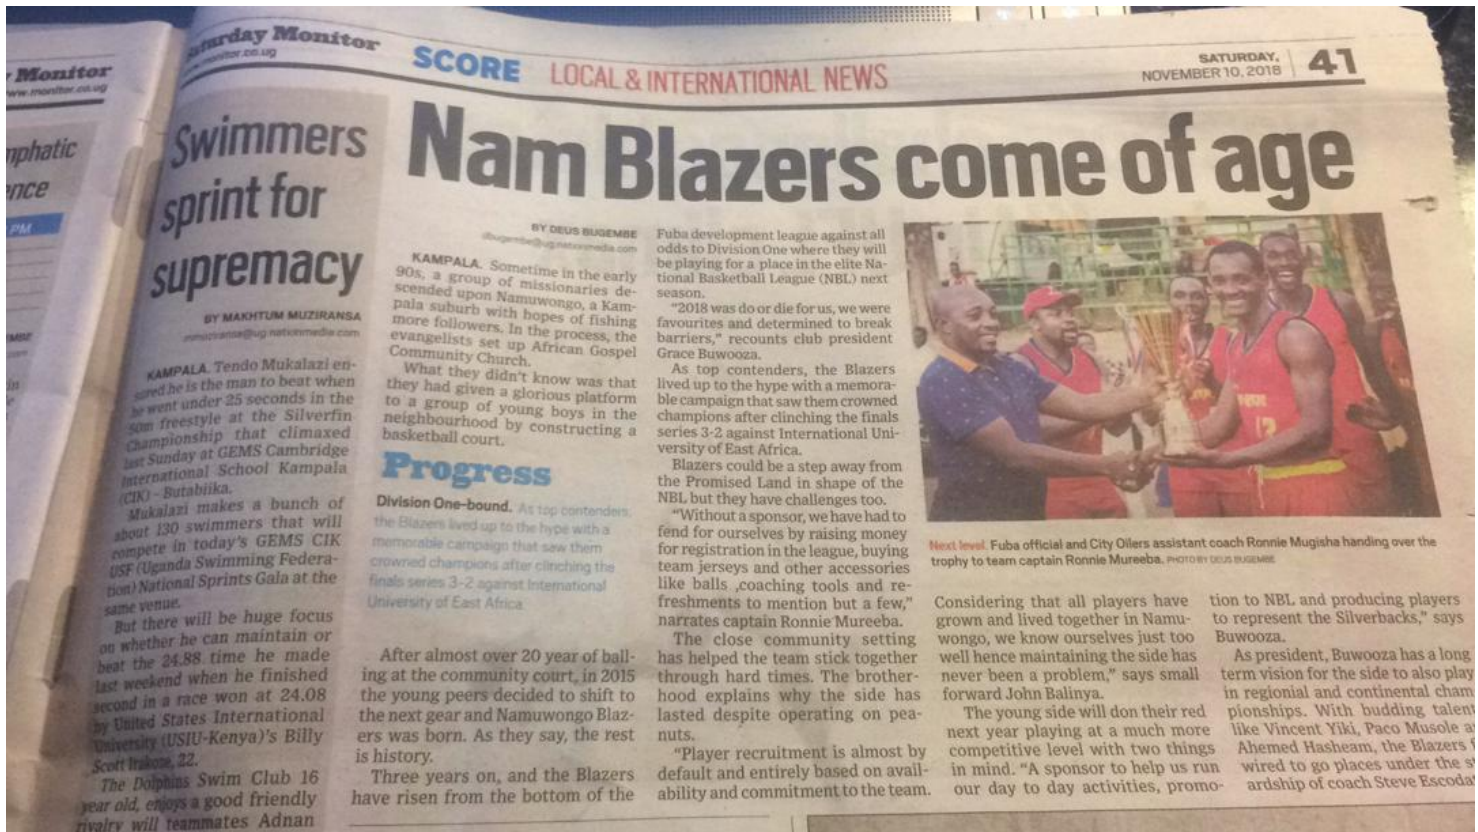 Monitor
www.monitor.co.ug
nphatic
nce
PM
Saturday Monitor
www.monitor.co.ug
SCORE LOCAL & INTERNATIONAL NEWS
SATURDAY,
NOVEMBER 10, 2018
41
Swimmers
sprint for
supremacy
BY MAKHTUM MUZIRANSA
mmuziransa@ug.nationmedia.com
KAMPALA. Tendo Mukalazi en-
sured he is the man to beat when
he went under 25 seconds in the
50m freestyle at the Silverfin
Championship that climaxed
last Sunday at GEMS Cambridge
International School Kampala
(CIK) - Butabiika.
Mukalazi makes a bunch of
about 130 swimmers that will
compete in today's GEMS CIK
USF (Uganda Swimming Federa-
tion) National Sprints Gala at the
same venue.
But there will be huge focus
on whether he can maintain or
beat the 24.88 time he made
last weekend when he finished
second in a race won at 24.08
by United States International
University (USIU-Kenya)'s Billy
Scott Irakoze, 22.
The Dolphins Swim Club 16
year old, enjoys a good friendly
rivalry will teammates Adnan
Nam Blazers come of age
BY DEUS BUGEMBE
dbugembe@ug.nationmedia.com
KAMPALA. Sometime in the early
90s, a group of missionaries de-
scended upon Namuwongo, a Kam-
pala suburb with hopes of fishing
more followers. In the process, the
evangelists set up African Gospel
Community Church.
What they didn't know was that
they had given a glorious platform
to a group of young boys in the
neighbourhood by constructing a
basketball court.
Progress
Division One-bound. As top contenders,
the Blazers lived up to the hype with a
memorable campaign that saw them
crowned champions after clinching the
finals series 3-2 against International
University of East Africa
After almost over 20 year of ball-
ing at the community court, in 2015
the young peers decided to shift to
the next gear and Namuwongo Blaz-
ers was born. As they say, the rest
is history.
Three years on, and the Blazers
have risen from the bottom of the
Fuba development league against all
odds to Division One where they will
be playing for a place in the elite Na-
tional Basketball League (NBL) next
season.
"2018 was do or die for us, we were
favourites and determined to break
barriers," recounts club president
Grace Buwooza.
As top contenders, the Blazers
lived up to the hype with a memora-
ble campaign that saw them crowned
champions after clinching the finals
series 3-2 against International Uni-
versity of East Africa.
Blazers could be a step away from
the Promised Land in shape of the
NBL but they have challenges too.
"Without a sponsor, we have had to
fend for ourselves by raising money
for registration in the league, buying
team jerseys and other accessories
like balls ,coaching tools and re-
freshments to mention but a few,"
narrates captain Ronnie Mureeba.
The close community setting
has helped the team stick together
through hard times. The brother-
hood explains why the side has
lasted despite operating on pea-
nuts.
"Player recruitment is almost by
default and entirely based on avail-
ability and commitment to the team.
Next level. Fuba official and City Oilers assistant coach Ronnie Mugisha handing over the
trophy to team captain Ronnie Mureeba. PHOTO BY DEUS BUGEMBE
Considering that all players have
grown and lived together in Namu-
wongo, we know ourselves just too
well hence maintaining the side has
never been a problem," says small
forward John Balinya.
The young side will don their red
next year playing at a much more
competitive level with two things
in mind. "A sponsor to help us run
our day to day activities, promo-
tion to NBL and producing players
to represent the Silverbacks," says
Buwooza.
As president, Buwooza has a long
term vision for the side to also play
in regionial and continental cham
pionships. With budding talent
like Vincent Yiki, Paco Musole a
Ahemed Hasheam, the Blazers
wired to go places under the s
ardship of coach Steve Escoda